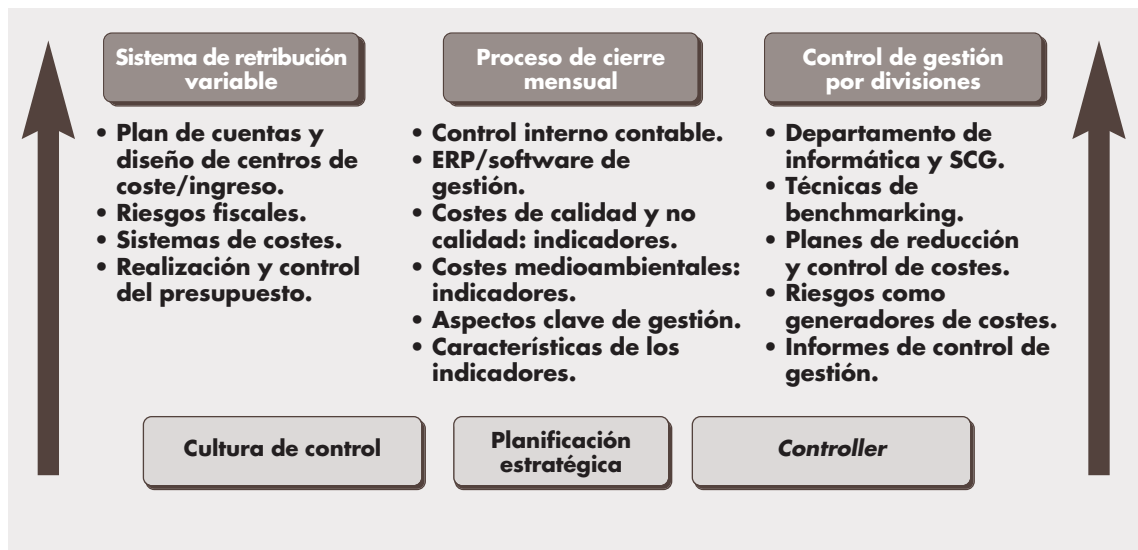 Sistema de retribución
variable
• Plan de cuentas y
diseño de centros de
coste/ingreso.
• Riesgos fiscales.
• Sistemas de costes.
• Realización y control
del presupuesto.
Proceso de cierre
mensual
• Control interno contable.
• ERP/software de
gestión.
• Costes de calidad y no
calidad: indicadores.
• Costes medioambientales:
indicadores.
• Aspectos clave de gestión.
• Características de los
indicadores.
Control de gestión
por divisiones
• Departamento de
informática y SCG.
• Técnicas de
benchmarking.
• Planes de reducción
y control de costes.
• Riesgos como
generadores de costes.
• Informes de control de
gestión.
Cultura de control
Planificación
estratégica
Controller